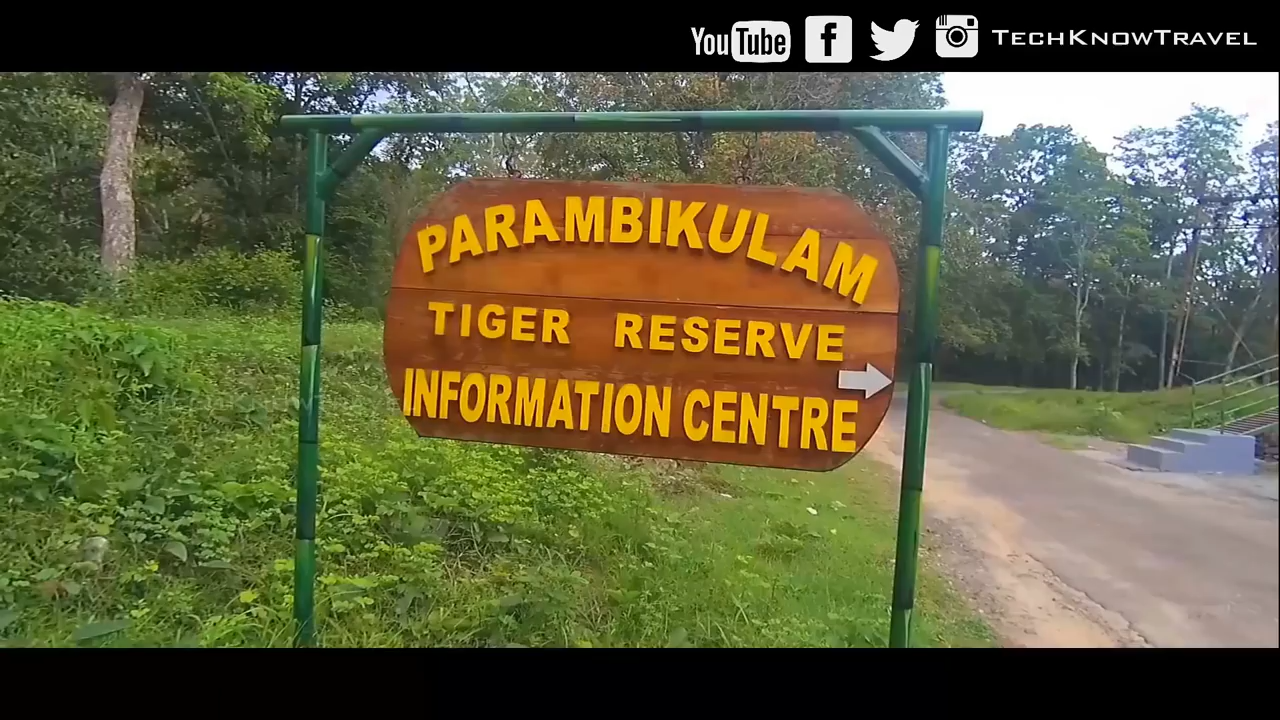 YouTube f TECHKNOWTRAVEL
PARAMBIKULAM
TIGER RESERVE
INFORMATION CENTRE